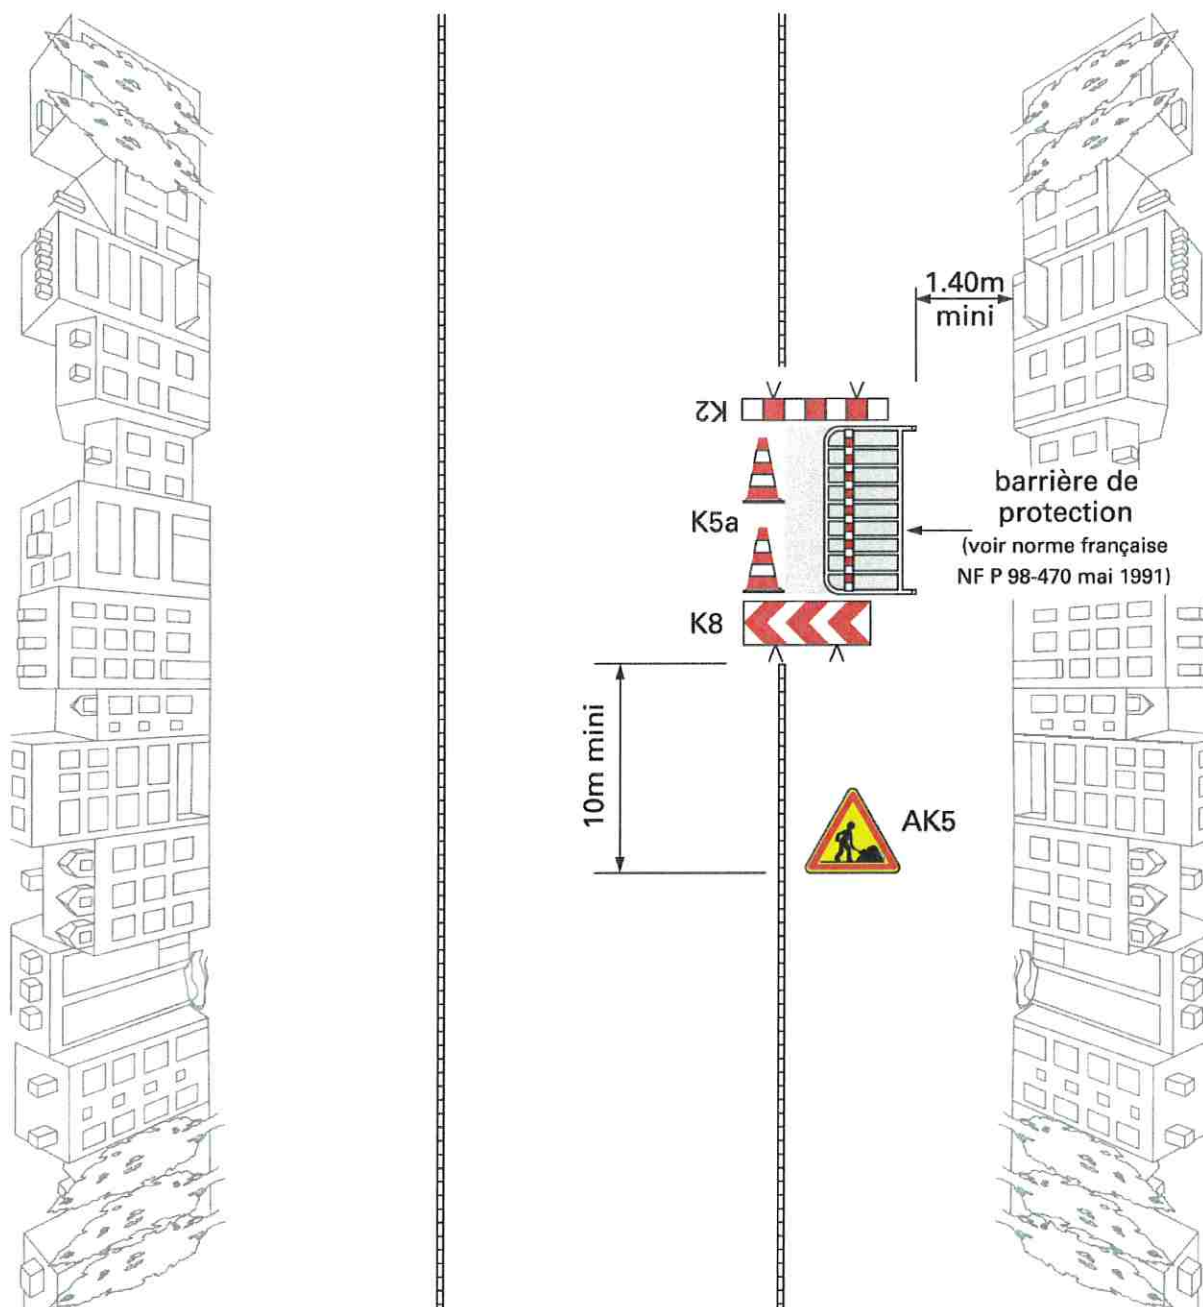 1.40m
mini
K2
K5a
barrière de
protection
(voir norme française
NF P 98-470 mai 1991)
K8
10m mini
AK5